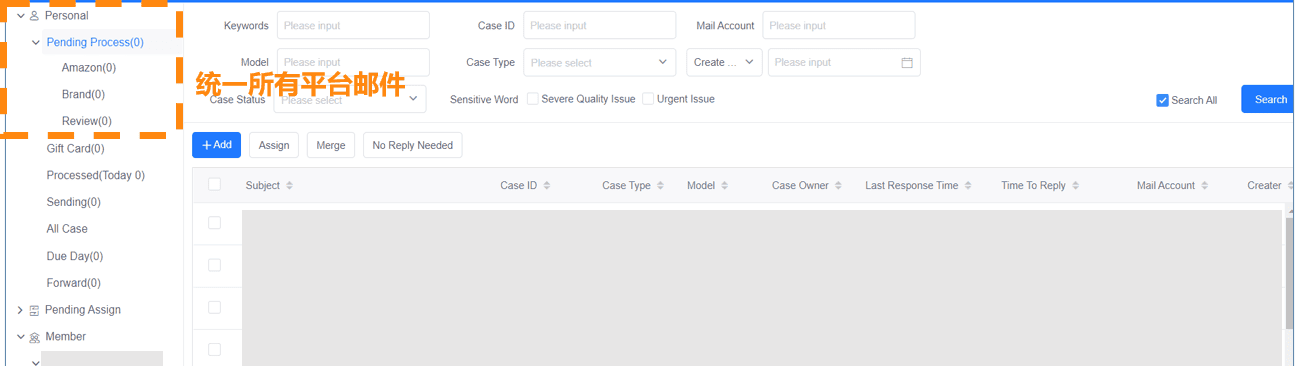 Personal
Pending Process(0)
Amazon(0)
Brand(0)
Review(0)
Gift Card(0)
Processed(Today 0)
Sending(0)
All Case
Due Day(0)
Forward(0)
Pending Assign
Member
Keywords Please input Case ID Please input Mail Account Please input
Model Please input Case Type Please select Create ... Please input
统一所有平台邮件
Case Status Please select Sensitive Word Severe Quality Issue Urgent Issue Search All Search
+ Add Assign Merge No Reply Needed
Subject Case ID Case Type Model Case Owner Last Response Time Time To Reply Mail Account Creater